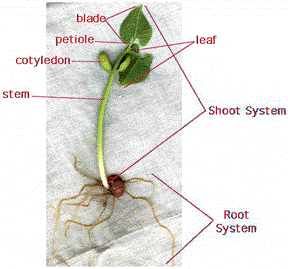 blade
petiole
leaf
cotyledon
stem
Shoot System
Root
System